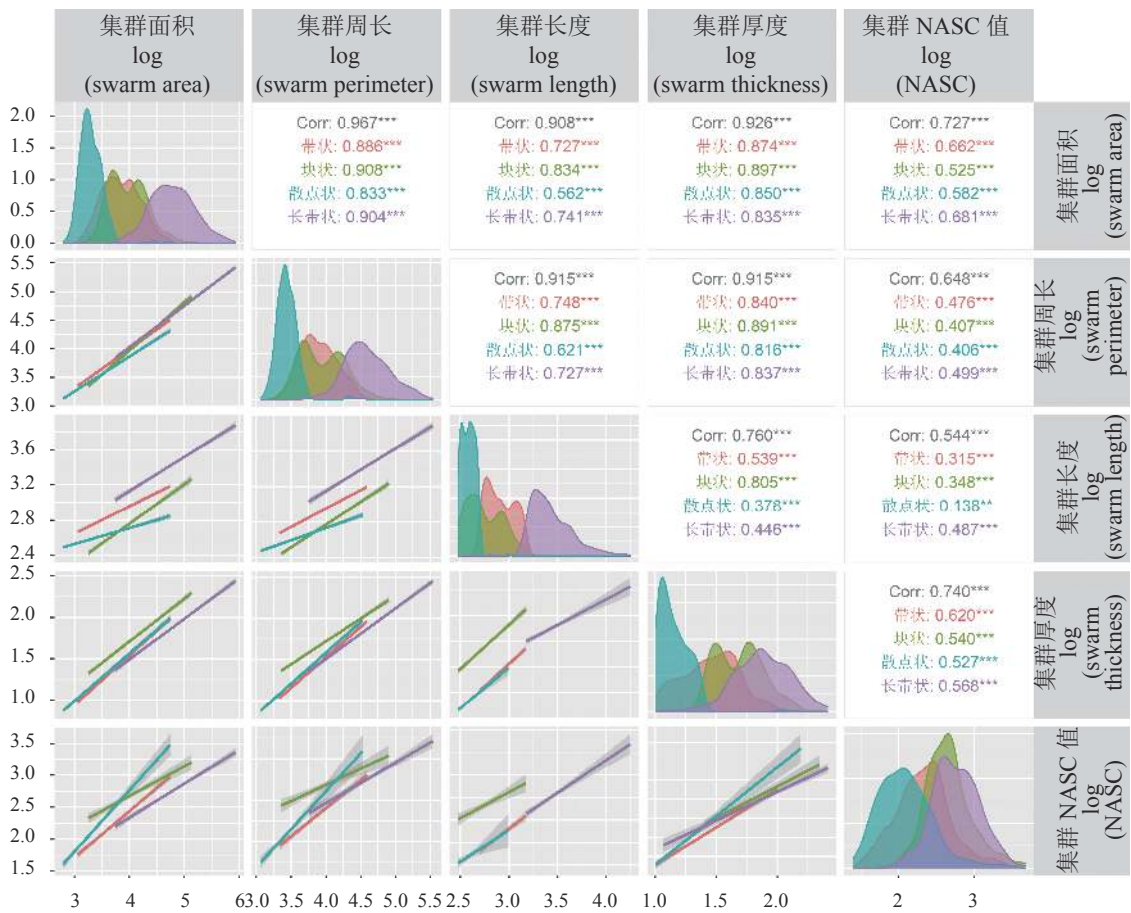 集群面积
log
(swarm area)
集群周长
log
(swarm perimeter)
集群长度
log
(swarm length)
集群厚度
log
(swarm thickness)
集群 NASC 值
log
(NASC)
2.0
1.5
1.0
0.5
0.0
Corr: 0.967***
带状: 0.886***
块状: 0.908***
散点状: 0.833***
长带状: 0.904***
Corr: 0.908***
带状: 0.727***
块状: 0.834***
散点状: 0.562***
长带状: 0.741***
Corr: 0.926***
带状: 0.874***
块状: 0.897***
散点状: 0.850***
长带状: 0.835***
Corr: 0.727***
带状: 0.662***
块状: 0.525***
散点状: 0.582***
长带状: 0.681***
集群面积
log
(swarm area)
5.5
5.0
4.5
4.0
3.5
3.0
Corr: 0.915***
带状: 0.748***
块状: 0.875***
散点状: 0.621***
长带状: 0.727***
Corr: 0.915***
带状: 0.840***
块状: 0.891***
散点状: 0.816***
长带状: 0.837***
Corr: 0.648***
带状: 0.476***
块状: 0.407***
散点状: 0.406***
长带状: 0.499***
集群周长
log
(swarm
perimeter)
3.6
3.2
2.8
2.4
Corr: 0.760***
带状: 0.539***
块状: 0.805***
散点状: 0.378***
长带状: 0.446***
Corr: 0.544***
带状: 0.315***
块状: 0.348***
散点状: 0.138**
长带状: 0.487***
集群长度
log
(swarm length)
2.5
2.0
1.5
1.0
Corr: 0.740***
带状: 0.620***
块状: 0.540***
散点状: 0.527***
长带状: 0.568***
集群厚度
log
(swarm
thickness)
3.5
3.0
2.5
2.0
1.5
集群 NASC 值
log
(NASC)
3 4 5 6 3.0 3.5 4.0 4.5 5.0 5.5 2.5 3.0 3.5 4.0 1.0 1.5 2.0 2 3